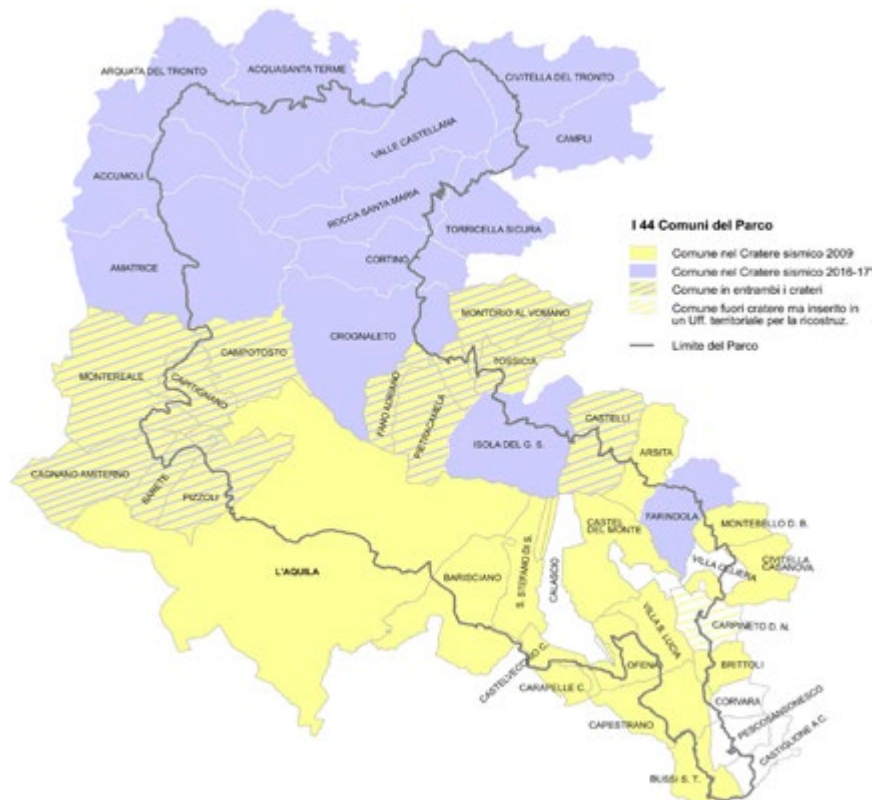 ARQUATA DEL TRONTO
ACQUASANTA TERME
CIVITELLA DEL TRONTO
VALLE CASTELLANA
CAMPLI
ACCUMOLI
ROCCA SANTA MARIA
TORRICELLA SICURA
I 44 Comuni del Parco
Comune nel Cratere sismico 2009
Comune nel Cratere sismico 2016-17"
Comune in entrambi i crateri
Comune fuori cratere ma inserito in
un Uff. territoriale per la ricostruz.
Limite del Parco
AMATRICE
CORTINO
MONTORIO AL VOMANO
CROGNALETO
CAMPOTOSTO
TOSSICIA
MONTEREALE
CAPITIGNANO
FANO ADRIANO
PIETRACAMELA
CASTELLI
ISOLA DEL G. S.
ARSITA
CAGNANO AMITERNO
BARETE
PIZZOLI
FARINDOLA
CASTEL
DEL MONTE
MONTEBELLO D. B.
VILLA CELIERA
CIVITELLA
CASANOVA
L'AQUILA
BARISCIANO
S. STEFANO DI S.
CALASCIO
VILLA S. LUCIA
CARPINETO D. N.
CASTELVECCHIO C.
OFENA
BRITTOLI
CARAPELLE C.
CORVARA
PESCOSANSONESCO
CASTIGLIONE A C.
CAPESTRANO
BUSSI S. T.